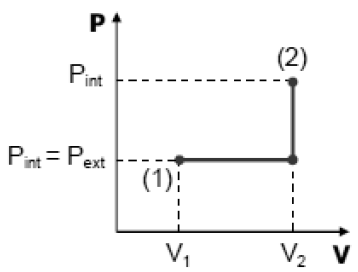 P
(2)
P_int
P_int = P_ext
(1)
V_1
V_2
V